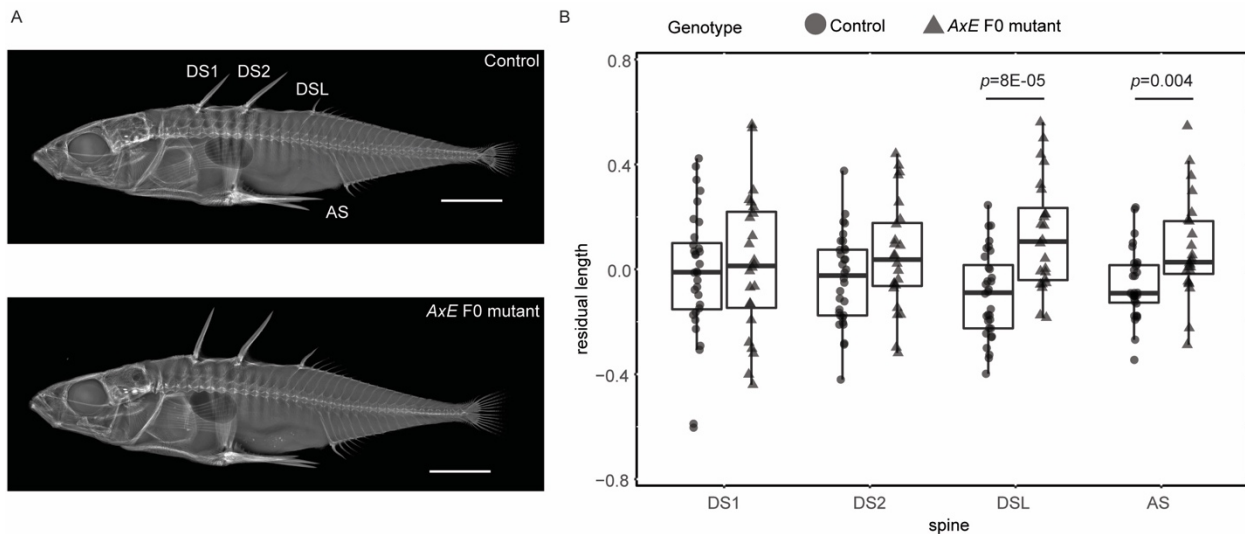 A
Control
DS1
DS2
DSL
AS
AxE F0 mutant
B
Genotype
Control
AxE F0 mutant
p=8E-05
p=0.004
0.8
0.4
0.0
−0.4
−0.8
residual length
DS1
DS2
DSL
AS
spine